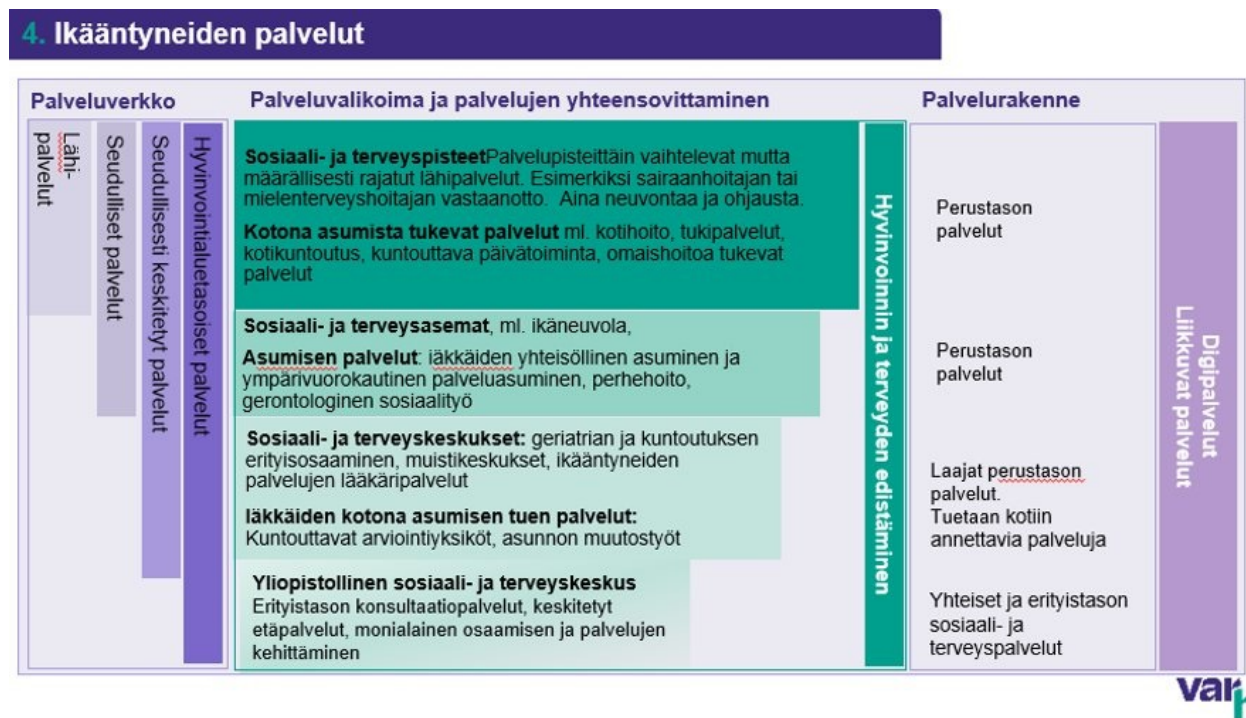 4. Ikääntyneiden palvelut
Palveluverkko
Palveluvalikoima ja palvelujen yhteensovittaminen
Palvelurakenne
Lähi-
palvelut
Seudulliset palvelut
Seudullisesti keskitetyt palvelut
Hyvinvointialuetasoiset palvelut
Sosiaali- ja terveyspisteetPalvelupisteittäin vaihtelevat mutta
määrällisesti rajatut lähipalvelut. Esimerkiksi sairaanhoitajan tai
mielenterveyshoitajan vastaanotto. Aina neuvontaa ja ohjausta.
Kotona asumista tukevat palvelut ml. kotihoito, tukipalvelut,
kotikuntoutus, kuntouttava päivätoiminta, omaishoitoa tukevat
palvelut
Sosiaali- ja terveysasemat, ml. ikäneuvola,
Asumisen palvelut: iäkkäiden yhteisöllinen asuminen ja
ympärivuorokautinen palveluasuminen, perhehoito,
gerontologinen sosiaalityö
Sosiaali- ja terveyskeskukset: geriatrian ja kuntoutuksen
erityisosaaminen, muistikeskukset, ikääntyneiden
palvelujen lääkäripalvelut
Iäkkäiden kotona asumisen tuen palvelut:
Kuntouttavat arviointiyksiköt, asunnon muutostyöt
Yliopistollinen sosiaali- ja terveyskeskus
Erityistason konsultaatiopalvelut, keskitetyt
etäpalvelut, monialainen osaamisen ja palvelujen
kehittäminen
Hyvinvoinnin ja terveyden edistäminen
Perustason
palvelut
Perustason
palvelut
Laajat perustason
palvelut.
Tuetaan kotiin
annettavia palveluja
Yhteiset ja erityistason
sosiaali- ja
terveyspalvelut
Digipalvelut
Liikkuvat palvelut